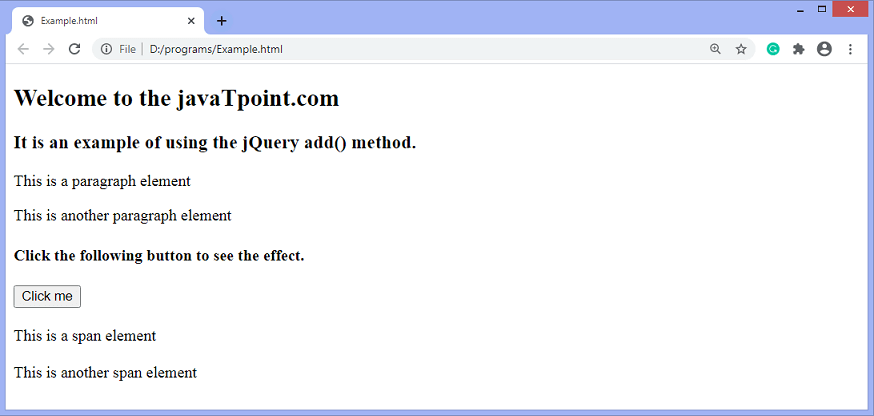 Example.html
File D:/programs/Example.html
Welcome to the javaTpoint.com
It is an example of using the jQuery add() method.
This is a paragraph element
This is another paragraph element
Click the following button to see the effect.
Click me
This is a span element
This is another span element